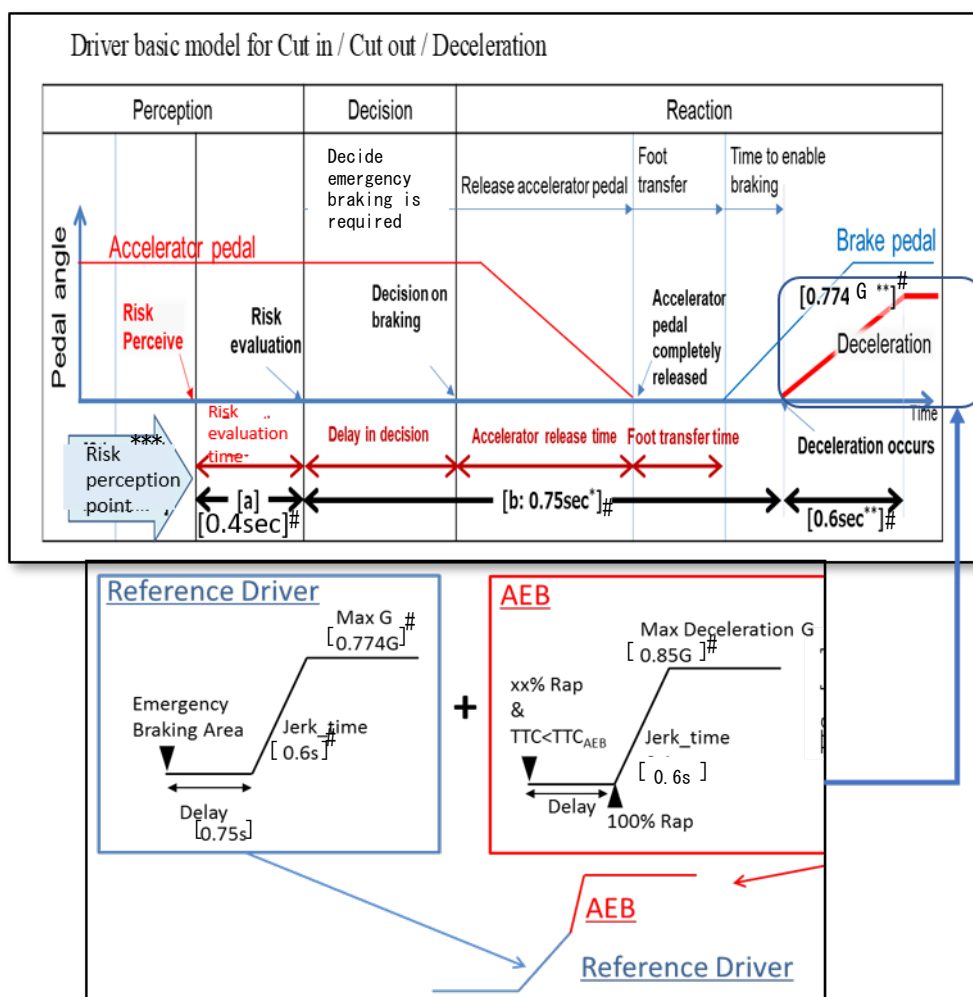 Driver basic model for Cut in / Cut out / Deceleration
Perception
Decision
Reaction
Decide
emergency
braking is
required
Release accelerator pedal
Foot
transfer
Time to enable
braking
Pedal angle
Accelerator pedal
Brake pedal
Risk
Perceive
Risk
evaluation
Decision on
braking
Accelerator
pedal
completely
released
[0.774 G **]#
Deceleration
Time
Deceleration occurs
***
Risk
perception
point
Risk
evaluation
time
Delay in decision
Accelerator release time
Foot transfer time
[a]
[0.4sec]#
[b: 0.75sec*]#
[0.6sec**]#
Reference Driver
Max G
[0.774G]#
Emergency
Braking Area
Jerk_time
[0.6s]#
Delay
[0.75s]
+
AEB
Max Deceleration G
[0.85G]#
xx% Rap
&
TTC<TTCAEB
Jerk_time
[0.6s]
Delay
100% Rap
AEB
Reference Driver